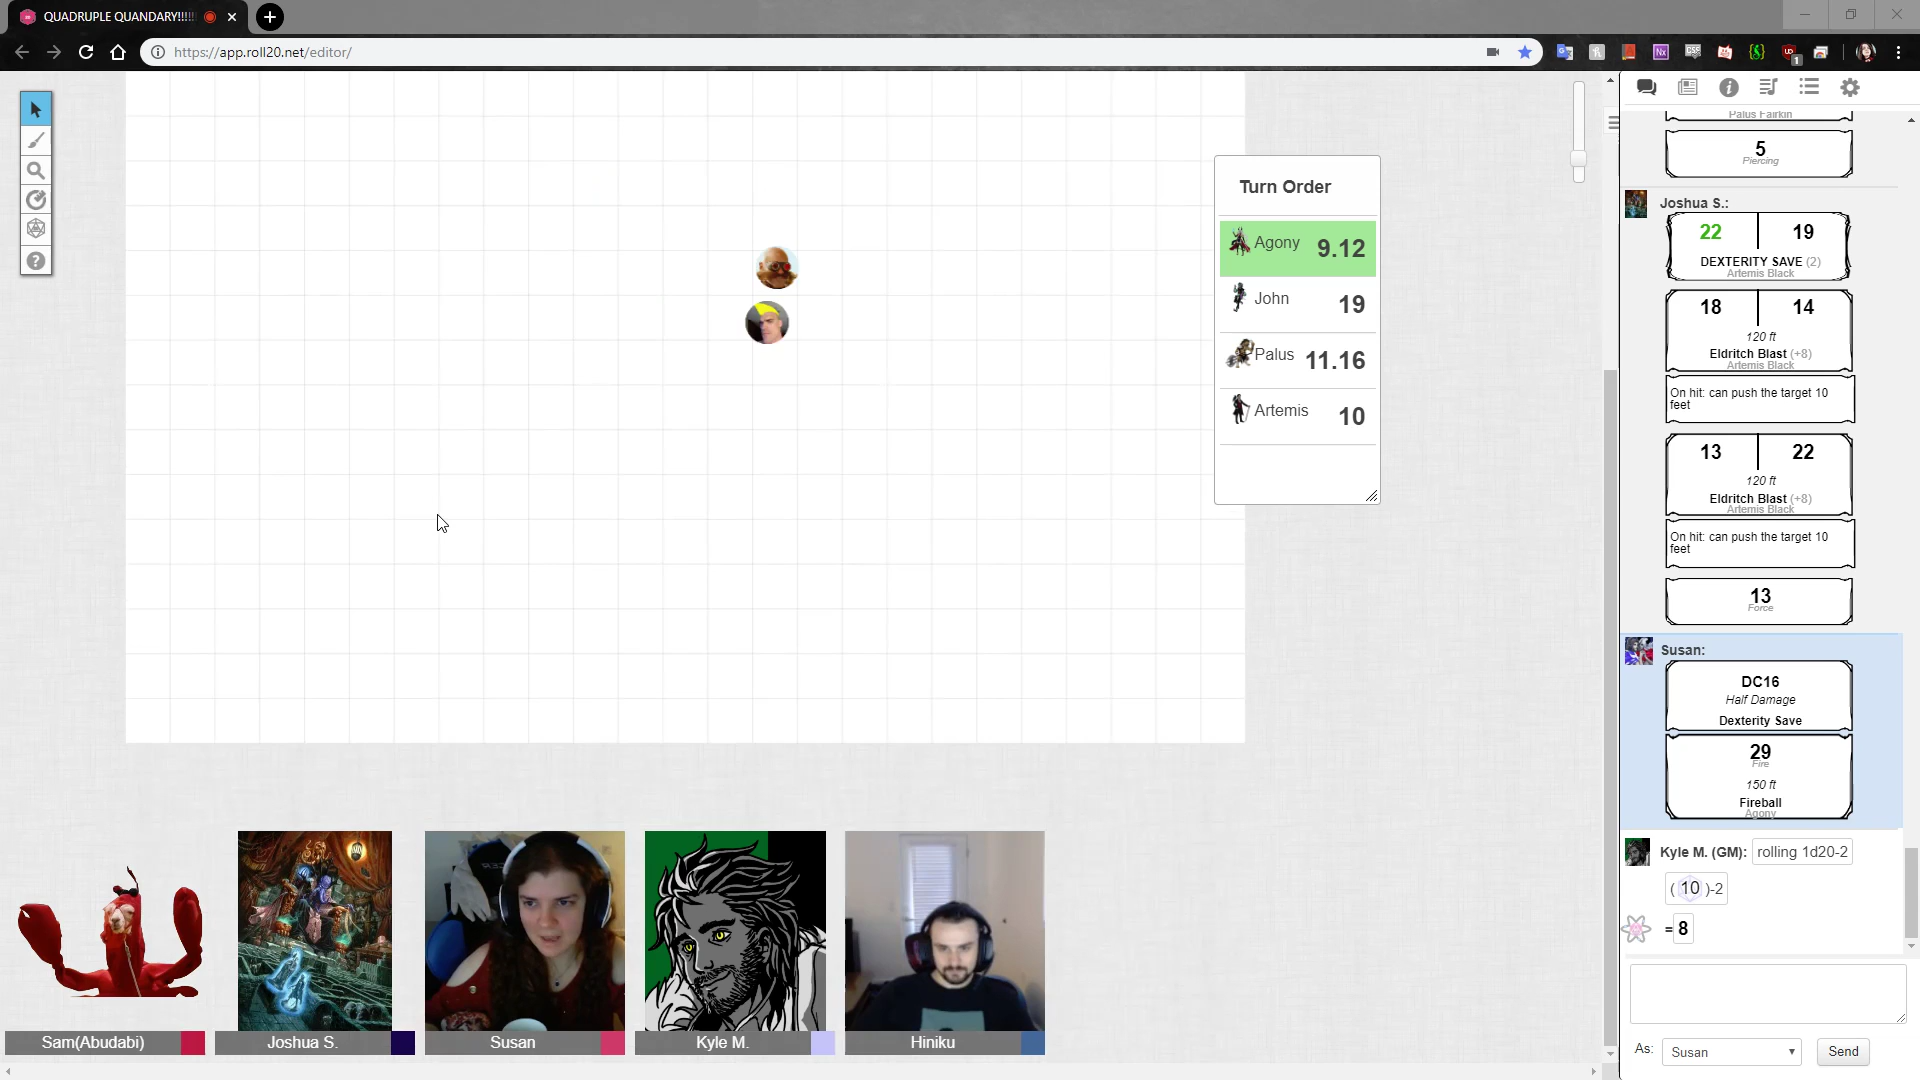 QUADRUPLE QUANDARY!!!!!
https://app.roll20.net/editor/
Turn Order
Agony 9.12
John 19
Palus 11.16
Artemis 10
Palus Fairkin
5
Piercing
Joshua S.:
22 19
DEXTERITY SAVE (2)
Artemis Black
18 14
120 ft
Eldritch Blast (+8)
Artemis Black
On hit: can push the target 10
feet
13 22
120 ft
Eldritch Blast (+8)
Artemis Black
On hit: can push the target 10
feet
13
Force
Susan:
DC16
Half Damage
Dexterity Save
29
Fire
150 ft
Fireball
Agony
Kyle M. (GM): rolling 1d20-2
(10)-2
=8
As: Susan Send
Sam(Abudabi)
Joshua S.
Susan
Kyle M.
Hiniku